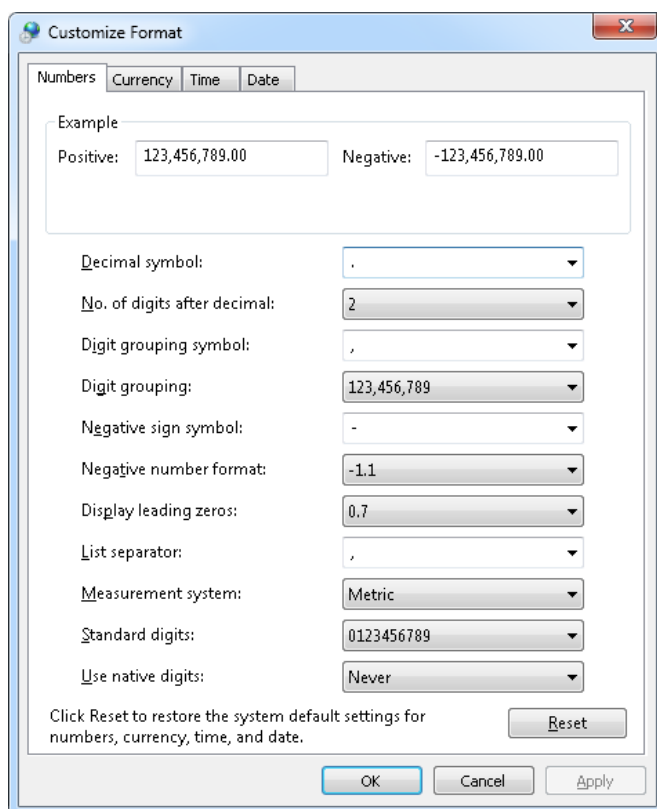 Customize Format
Numbers Currency Time Date
Example
Positive: 123,456,789.00 Negative: -123,456,789.00
Decimal symbol: .
No. of digits after decimal: 2
Digit grouping symbol: ,
Digit grouping: 123,456,789
Negative sign symbol: -
Negative number format: -1.1
Display leading zeros: 0.7
List separator: ,
Measurement system: Metric
Standard digits: 0123456789
Use native digits: Never
Click Reset to restore the system default settings for
numbers, currency, time, and date.
Reset
OK Cancel Apply